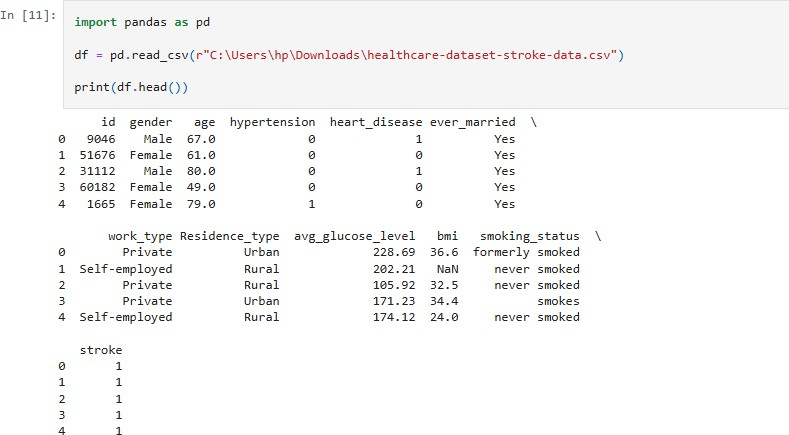 In [11]:
import pandas as pd
df = pd.read_csv(r"C:\Users\hp\Downloads\healthcare-dataset-stroke-data.csv")
print(df.head())
id gender age hypertension heart_disease ever_married \
0 9046 Male 67.0 0 1 Yes
1 51676 Female 61.0 0 0 Yes
2 31112 Male 80.0 0 1 Yes
3 60182 Female 49.0 0 0 Yes
4 1665 Female 79.0 1 0 Yes
work_type Residence_type avg_glucose_level bmi smoking_status \
0 Private Urban 228.69 36.6 formerly smoked
1 Self-employed Rural 202.21 NaN never smoked
2 Private Rural 105.92 32.5 never smoked
3 Private Urban 171.23 34.4 smokes
4 Self-employed Rural 174.12 24.0 never smoked
stroke
0 1
1 1
2 1
3 1
4 1